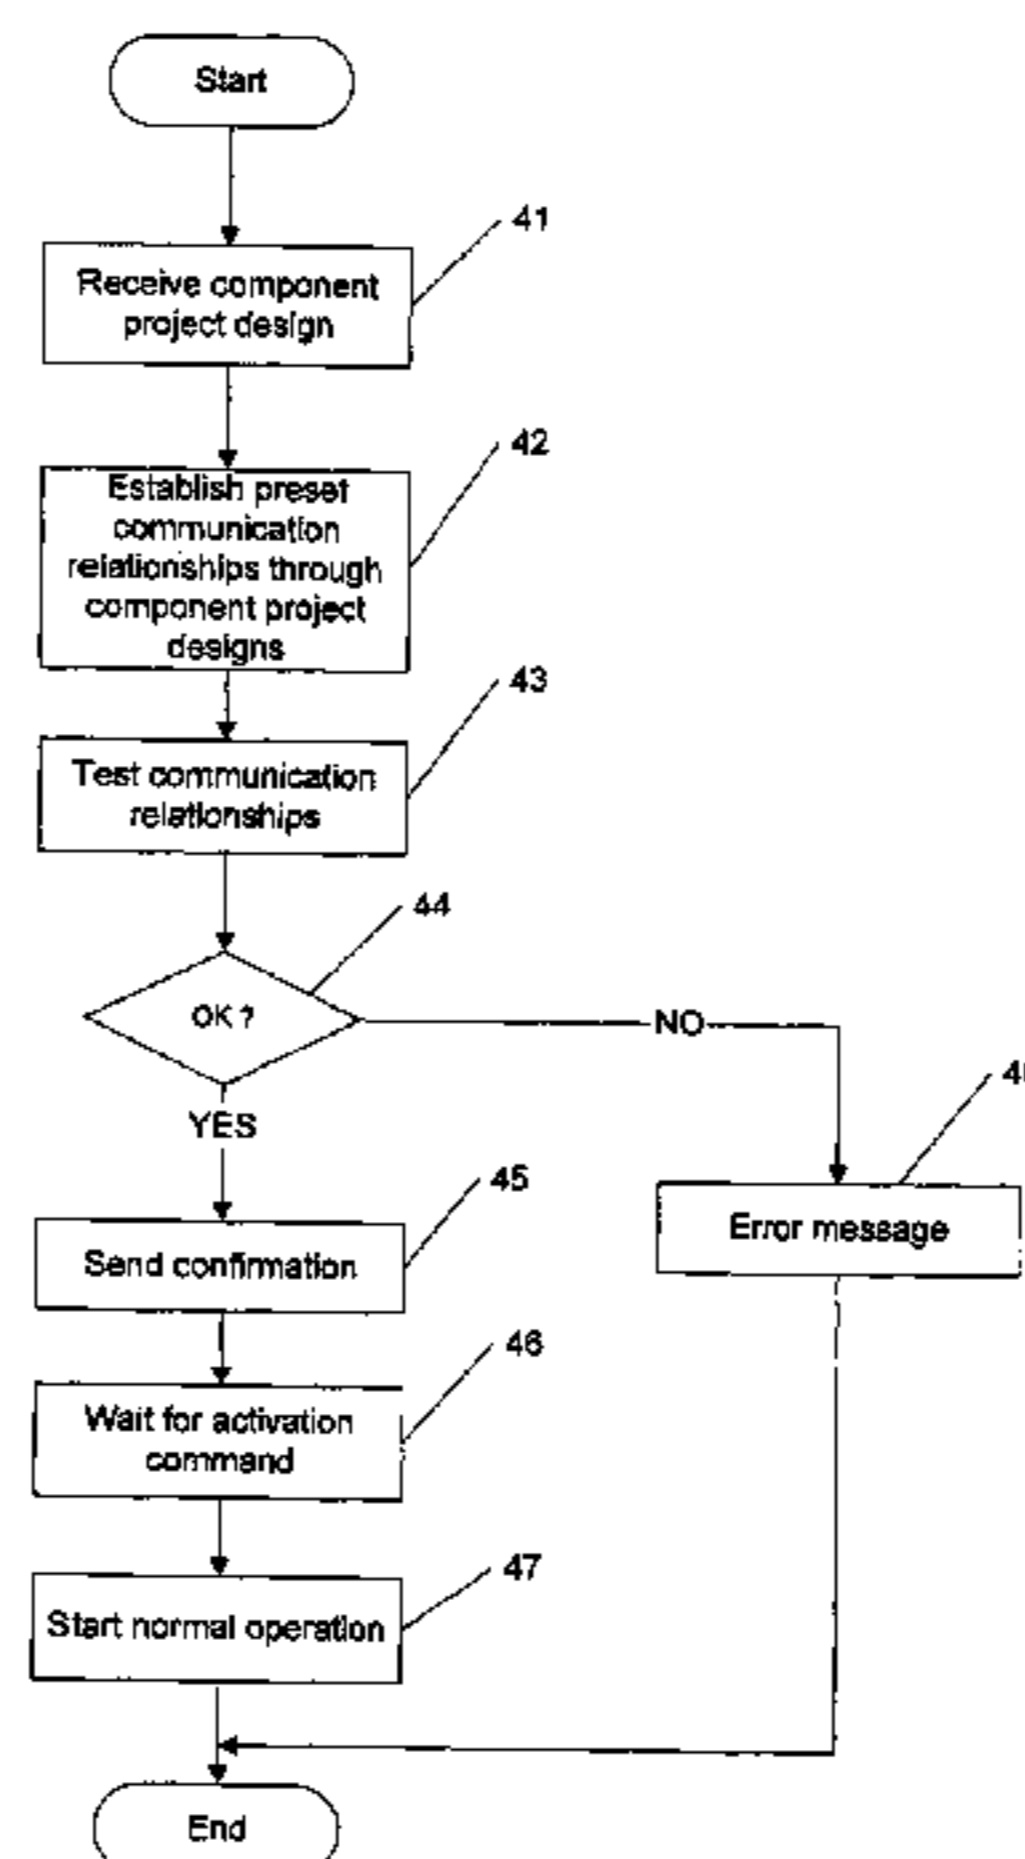 Start
41
Receive component
project design
42
Establish preset
communication
relationships through
component project
designs
43
Test communication
relationships
44
OK ?
NO
YES
45
Send confirmation
Error message
46
Wait for activation
command
47
Start normal operation
End